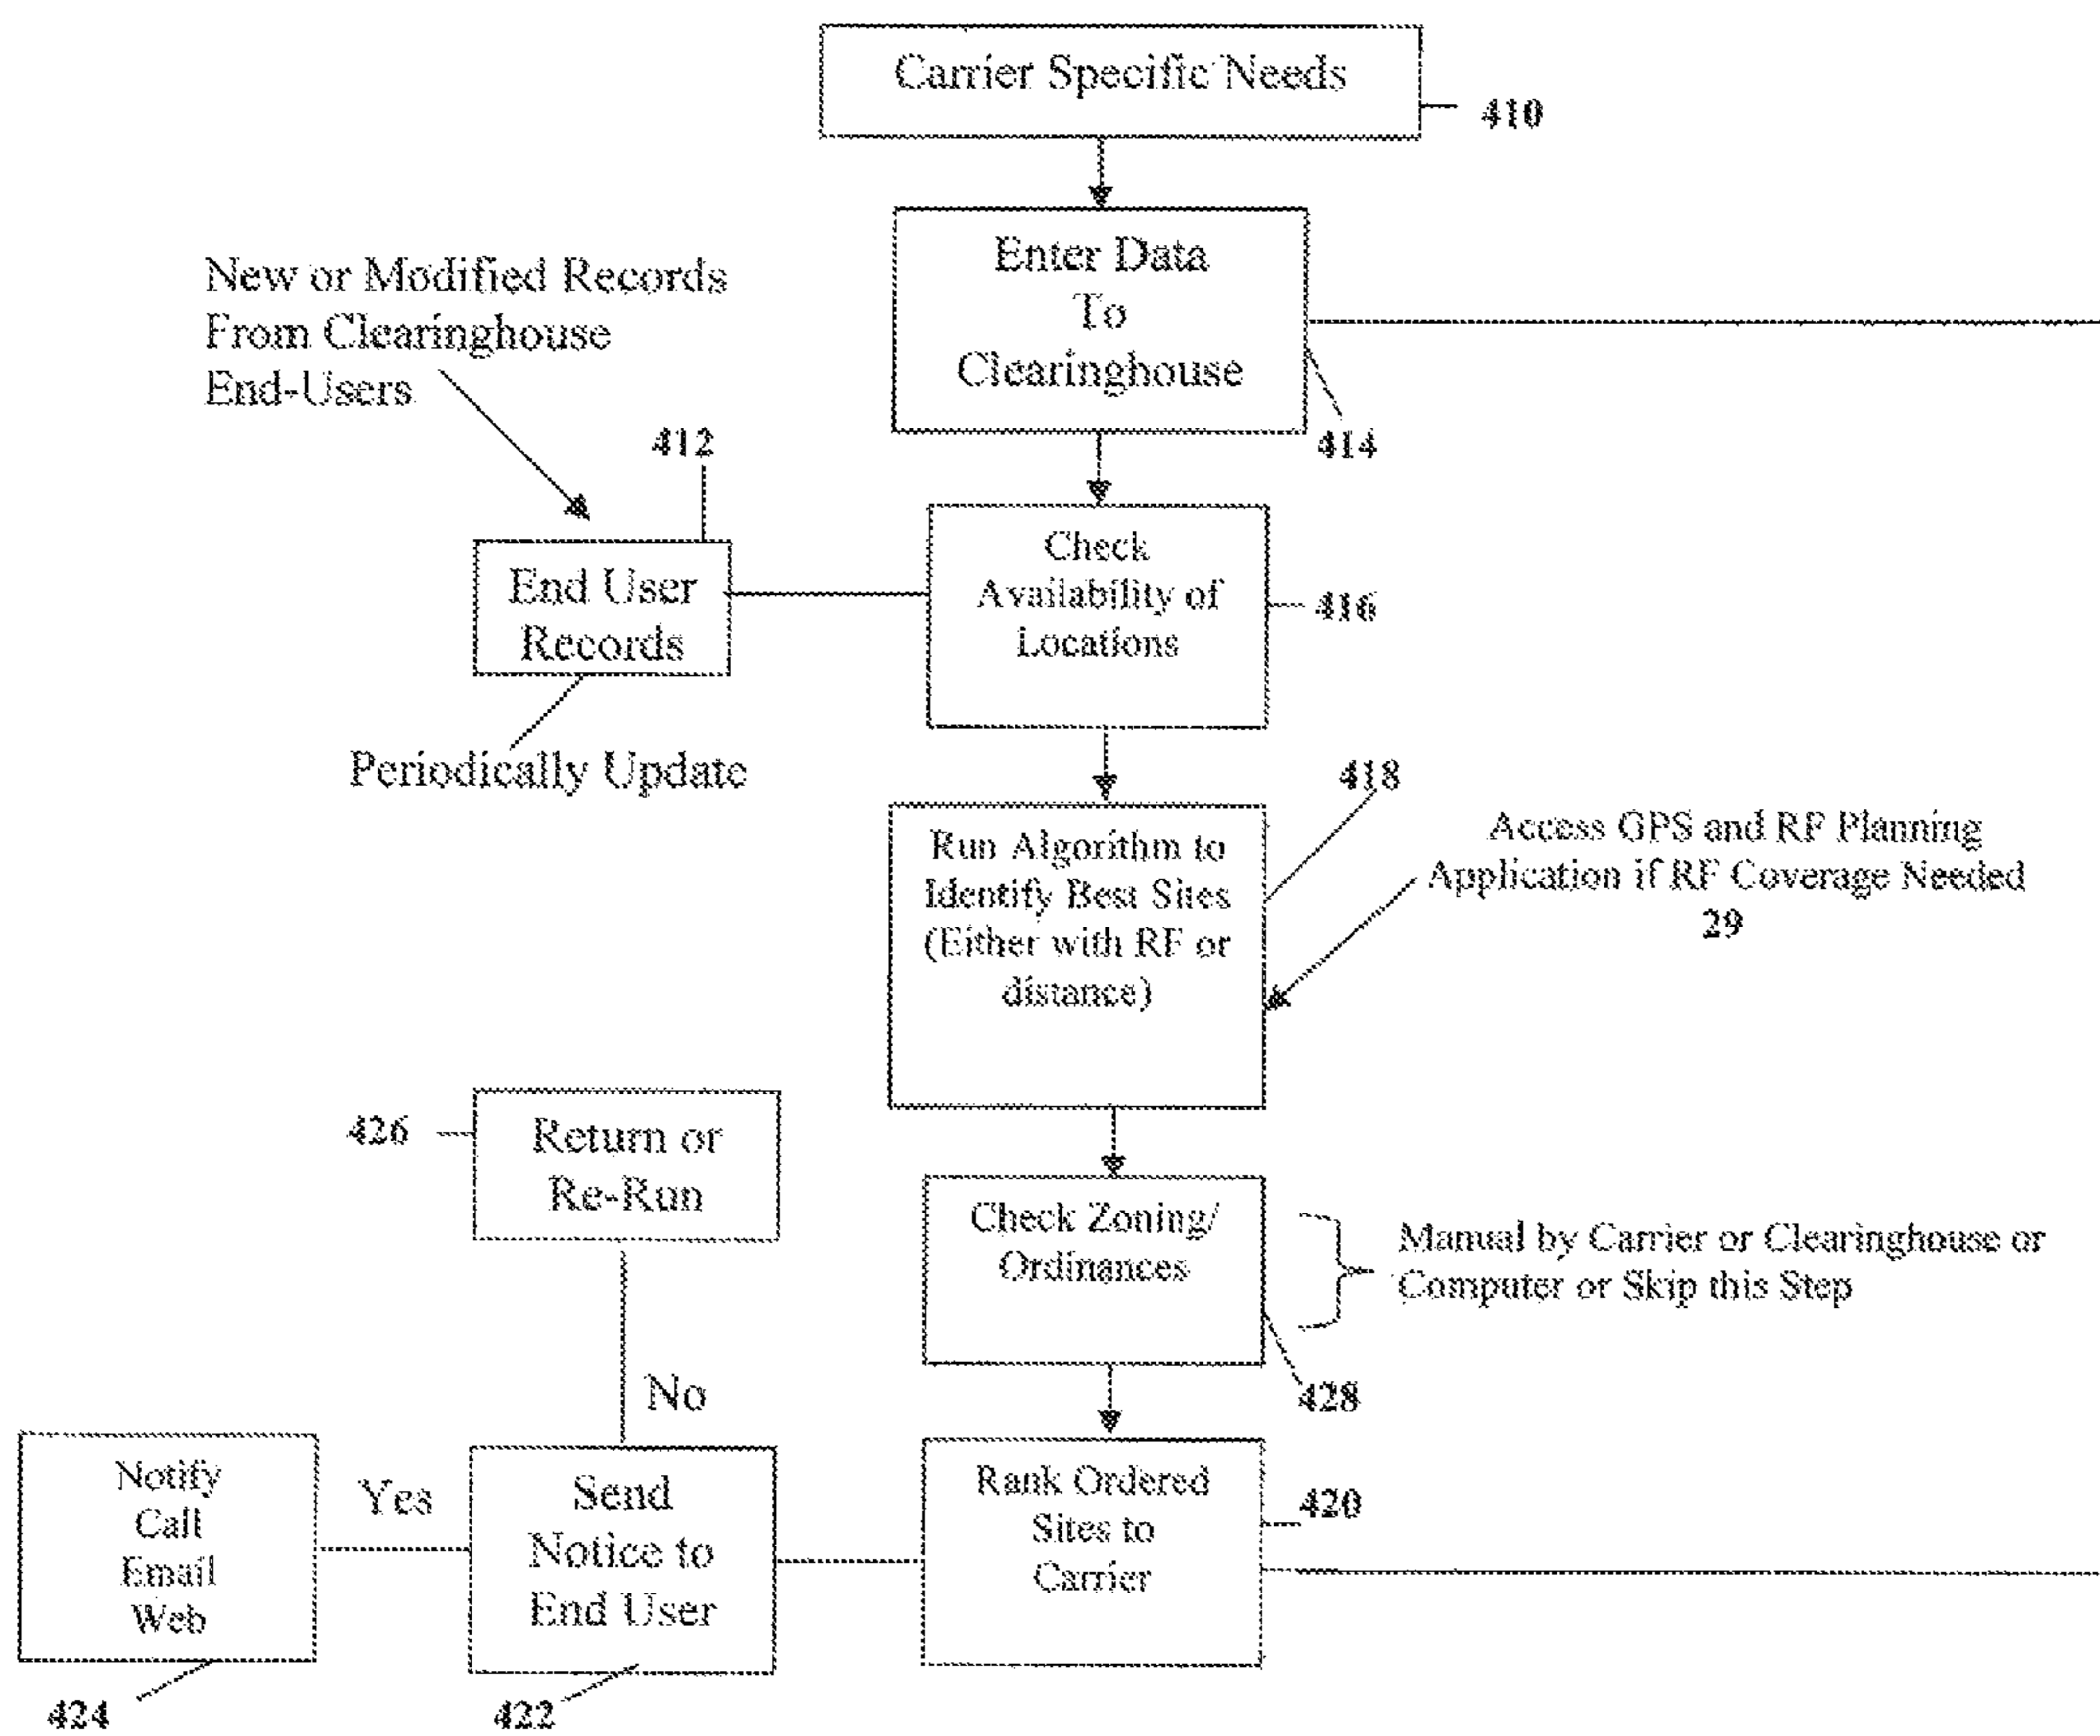 Carrier Specific Needs
410
Enter Data
To
Clearinghouse
414
New or Modified Records
From Clearinghouse
End-Users
412
End User
Records
Periodically Update
Check
Availability of
Locations
416
418
Run Algorithm to
Identify Best Sites
(Either with RF or
distance)
Access GPS and RF Planning
Application if RF Coverage Needed
29
426
Return or
Re-Run
Check Zoning/
Ordinances
Manual by Carrier or Clearinghouse or
Computer or Skip this Step
428
No
Notify
Call
Email
Web
Yes
Send
Notice to
End User
Rank Ordered
Sites to
Carrier
420
424
422